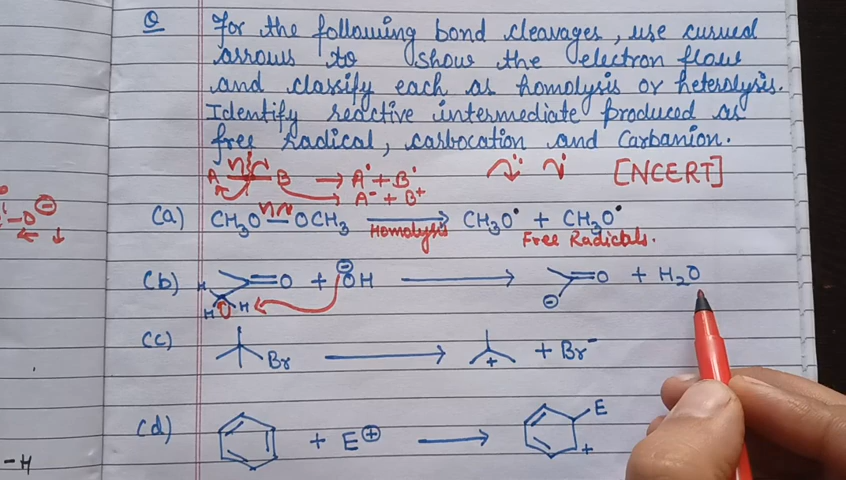 Q For the following bond cleavages, use curved
arrows to show the electron flow
and classify each as homolysis or heterolysis.
Identify reactive intermediate produced as
free radical, carbocation and Carbanion.
A — B → A• + B• [NCERT]
→ A⁻ + B⁺
(a) CH₃O — OCH₃ → CH₃O• + CH₃O•
Homolysis Free Radicals.
(b) H H H =O + ⊖OH → ⊖ =O + H₂O
(c) Br → + + Br⁻
(d) + E⊕ → E +
-O⊖
-H